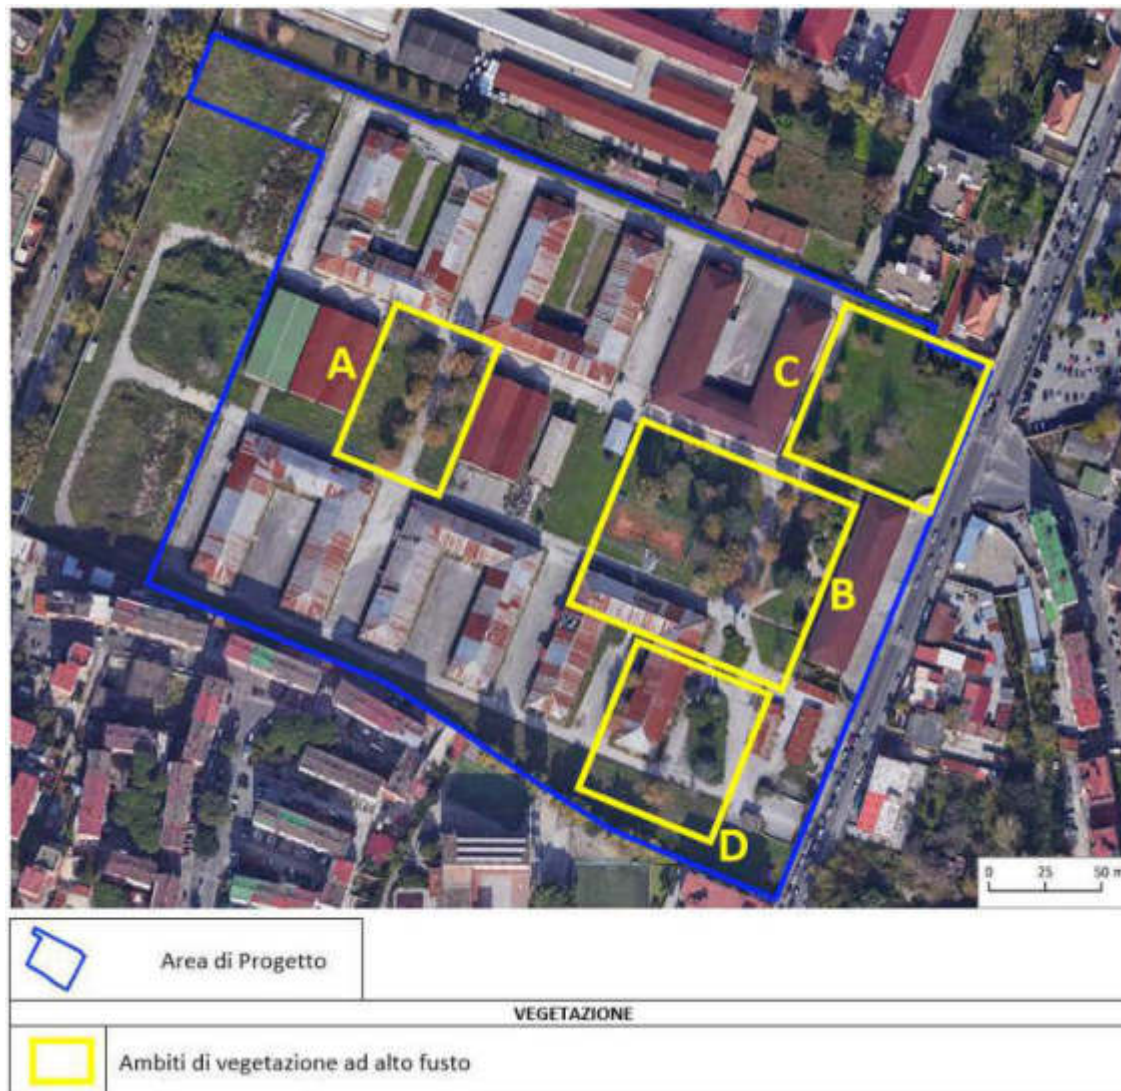 A
C
B
D
0 25 50 m
Area di Progetto
VEGETAZIONE
Ambiti di vegetazione ad alto fusto